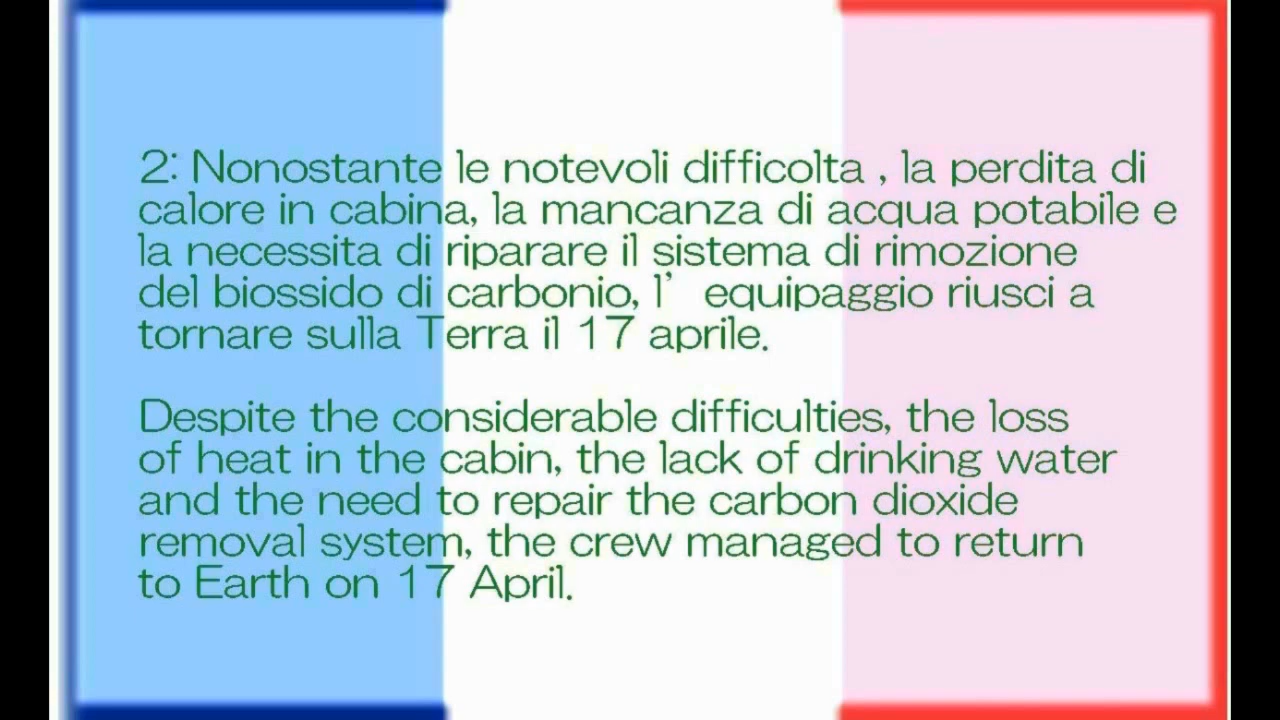 2: Nonostante le notevoli difficolta , la perdita di
calore in cabina, la mancanza di acqua potabile e
la necessita di riparare il sistema di rimozione
del biossido di carbonio, l’ equipaggio riusci a
tornare sulla Terra il 17 aprile.
Despite the considerable difficulties, the loss
of heat in the cabin, the lack of drinking water
and the need to repair the carbon dioxide
removal system, the crew managed to return
to Earth on 17 April.